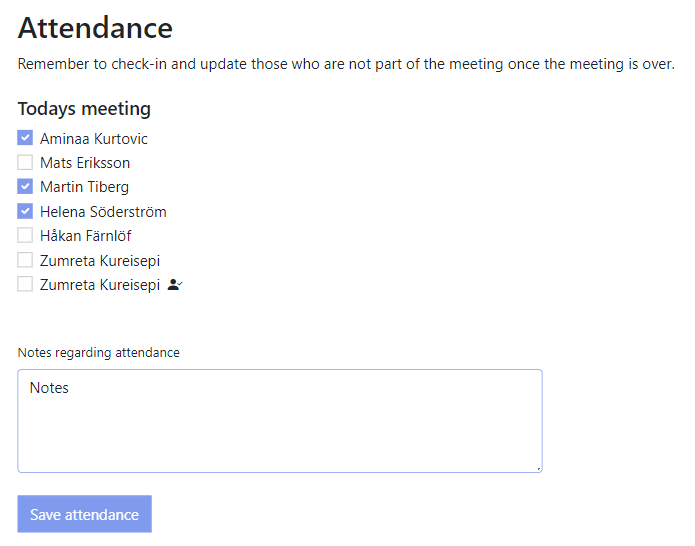 Attendance
Remember to check-in and update those who are not part of the meeting once the meeting is over.
Todays meeting
Aminaa Kurtovic
Mats Eriksson
Martin Tiberg
Helena Söderström
Håkan Färnlöf
Zumreta Kureisepi
Zumreta Kureisepi
Notes regarding attendance
Notes
Save attendance